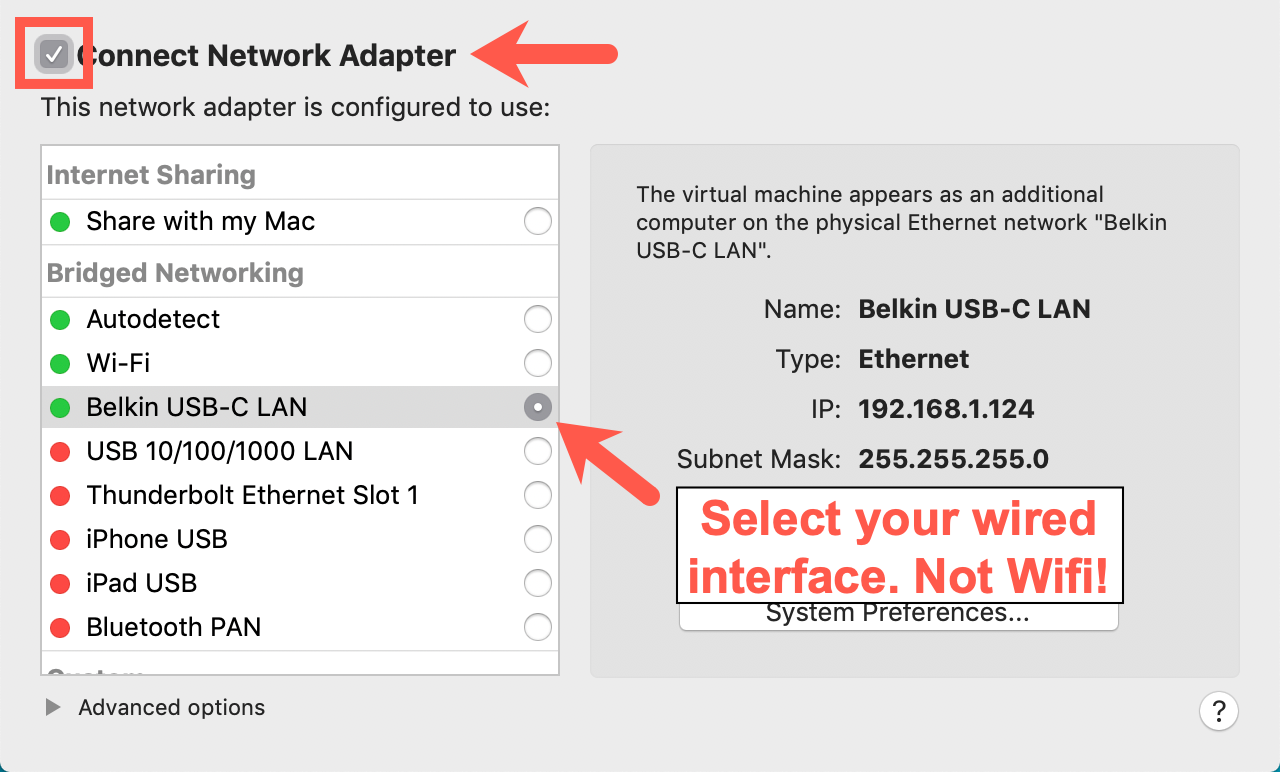 Connect Network Adapter
This network adapter is configured to use:
Internet Sharing
Share with my Mac
Bridged Networking
Autodetect
Wi-Fi
Belkin USB-C LAN
USB 10/100/1000 LAN
Thunderbolt Ethernet Slot 1
iPhone USB
iPad USB
Bluetooth PAN
The virtual machine appears as an additional
computer on the physical Ethernet network "Belkin
USB-C LAN".
Name: Belkin USB-C LAN
Type: Ethernet
IP: 192.168.1.124
Subnet Mask: 255.255.255.0
Select your wired
interface. Not Wifi!
System Preferences...
Advanced options
?